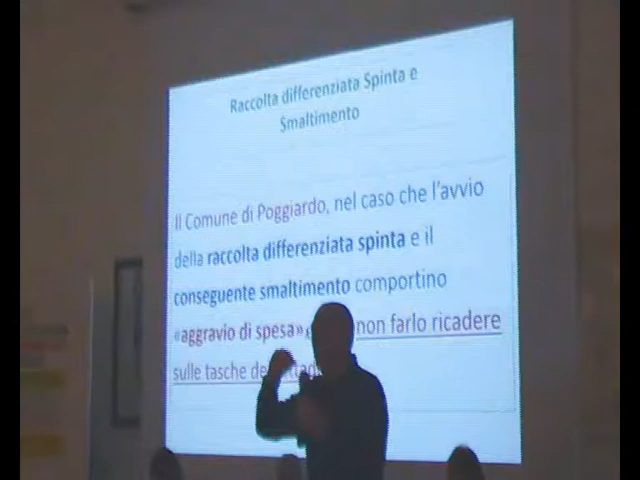 Raccolta differenziata Spinta e
Smaltimento
Il Comune di Poggiardo, nel caso che l'avvio
della raccolta differenziata spinta e il
conseguente smaltimento comportino
«aggravio di spesa» non farlo ricadere
sulle tasche